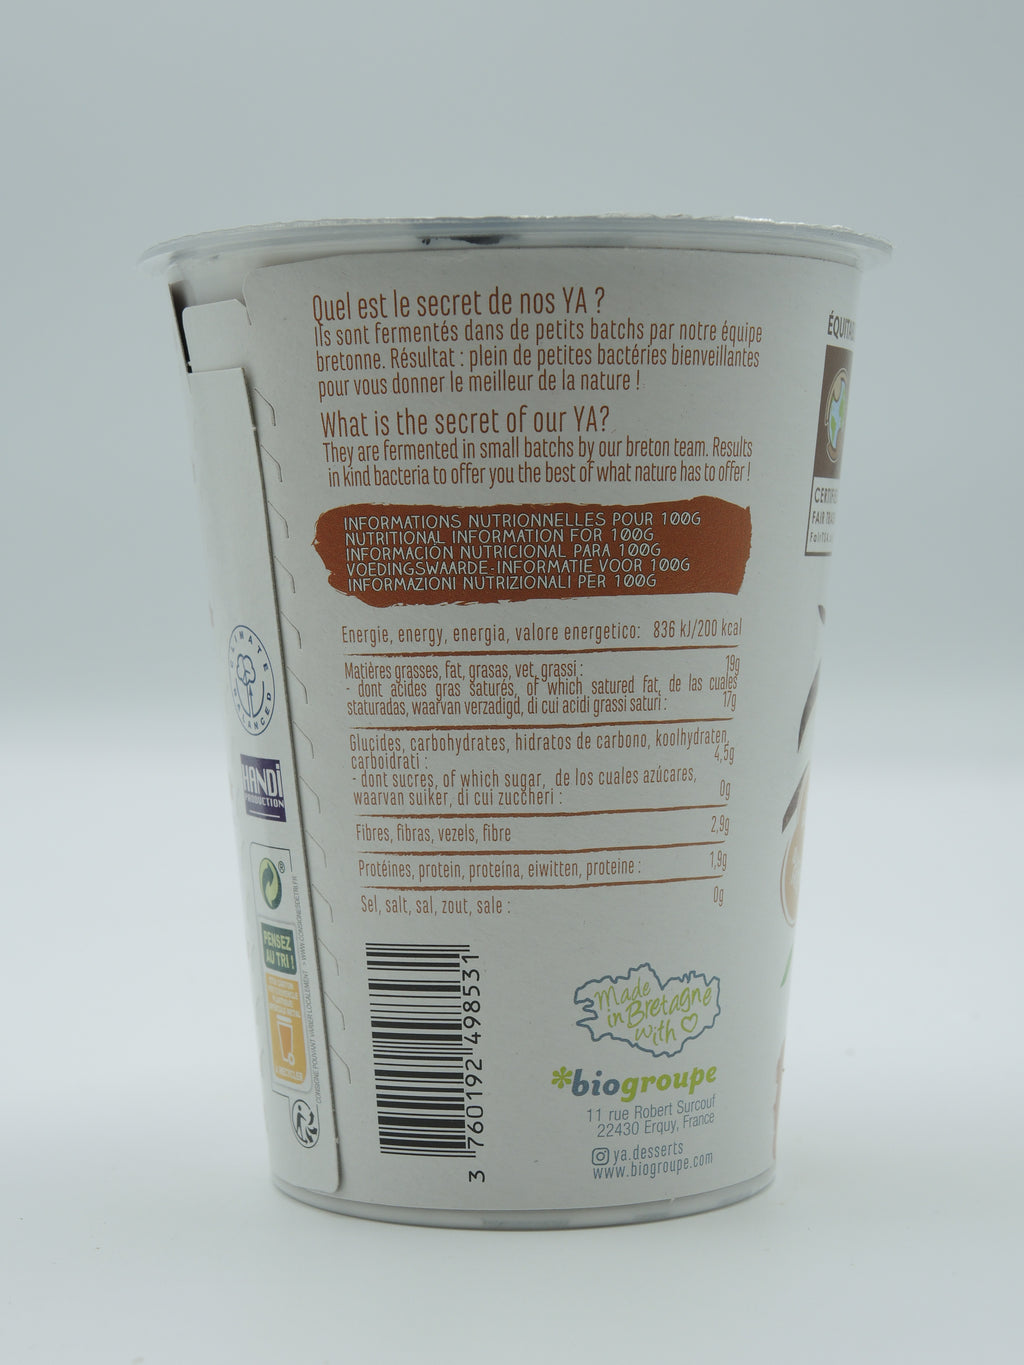 Quel est le secret de nos YA ?
Ils sont fermentés dans de petits batchs par notre équipe
bretonne. Résultat : plein de petites bactéries bienveillantes
pour vous donner le meilleur de la nature !
What is the secret of our YA?
They are fermented in small batchs by our breton team. Results
in kind bacteria to offer you the best of what nature has to offer !
INFORMATIONS NUTRIONNELLES POUR 100G
NUTRITIONAL INFORMATION FOR 100G
INFORMACIÓN NUTRICIONAL PARA 100G
VOEDINGSWAARDE-INFORMATIE VOOR 100G
INFORMAZIONI NUTRIZIONALI PER 100G
Energie, energy, energia, valore energetico: 836 kJ/200 kcal
Matières grasses, fat, grasas, vet, grassi : 19g
- dont acides gras saturés, of which satured fat, de las cuales
staturadas, waarvan verzadigd, di cui acidi grassi saturi : 17g
Glucides, carbohydrates, hidratos de carbono, koolhydraten,
carboidrati : 4,5g
- dont sucres, of which sugar, de los cuales azúcares,
waarvan suiker, di cui zuccheri : 0g
Fibres, fibras, vezels, fibre 2,9g
Protéines, protein, proteína, eiwitten, proteine : 1,9g
Sel, salt, sal, zout, sale : 0g
3 760192 498531
Made
in Bretagne
with
*biogroupe
11 rue Robert Surcouf
22430 Erquy, France
ya.desserts
www.biogroupe.com
CLIMATE
HANDI
PRODUCTION
®
PENSEZ
AU TRI !
À RECYCLER
CONSIGNE POUVANT VARIER LOCALEMENT > WWW.CONSIGNESDETRI.FR
FAIR